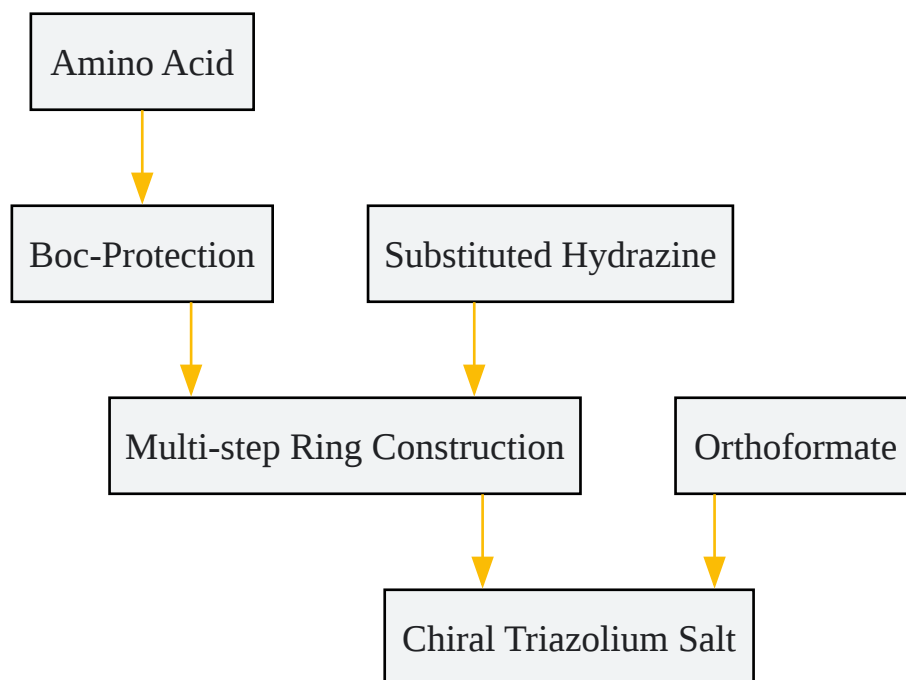 Amino Acid
Boc-Protection
Substituted Hydrazine
Multi-step Ring Construction
Orthoformate
Chiral Triazolium Salt